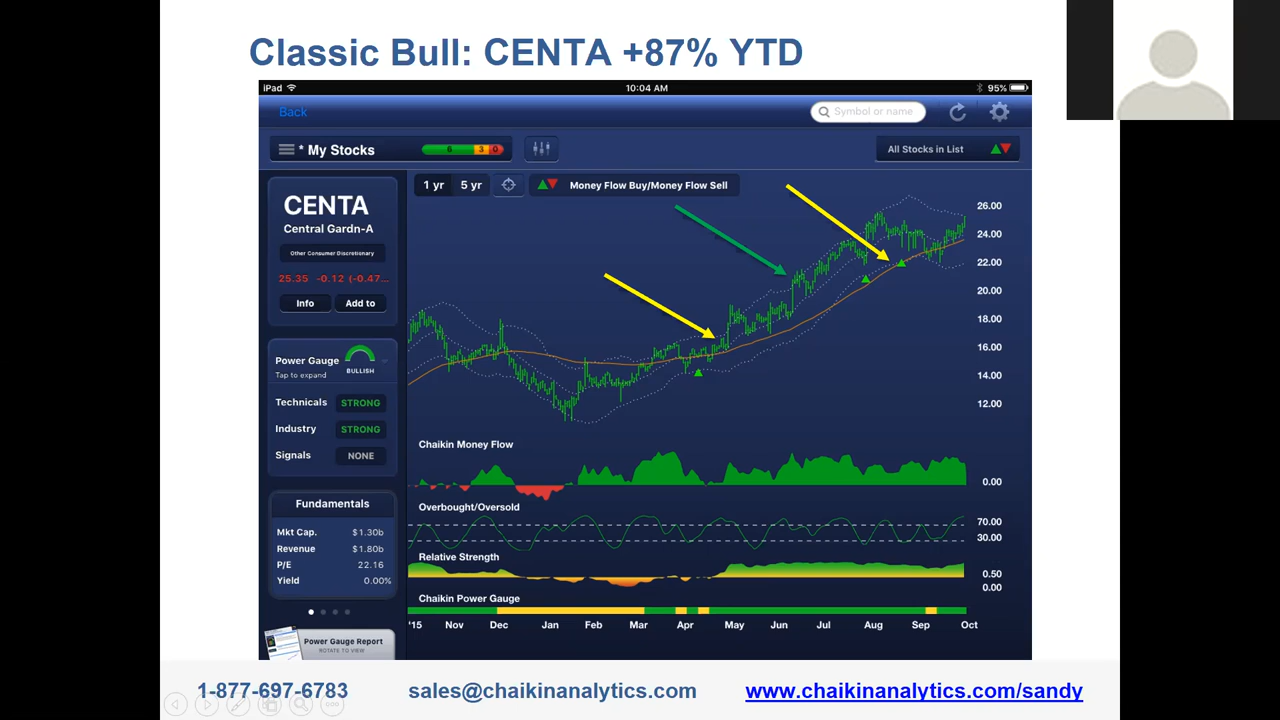 Classic Bull: CENTA +87% YTD
iPad 10:04 AM 95%
Back Symbol or name
* My Stocks 6 3 0 All Stocks in List
1 yr 5 yr Money Flow Buy/Money Flow Sell
CENTA
Central Gardn-A
Other Consumer Discretionary
25.35 -0.12 (-0.47...
Info Add to
Power Gauge
Tap to expand
BULLISH
Technicals STRONG
Industry STRONG
Signals NONE
Fundamentals
Mkt Cap. $1.30b
Revenue $1.80b
P/E 22.16
Yield 0.00%
Power Gauge Report
ROTATE TO VIEW
26.00
24.00
22.00
20.00
18.00
16.00
14.00
12.00
Chaikin Money Flow
0.00
Overbought/Oversold
70.00
30.00
Relative Strength
0.50
0.00
Chaikin Power Gauge
'15 Nov Dec Jan Feb Mar Apr May Jun Jul Aug Sep Oct
1-877-697-6783 sales@chaikinanalytics.com www.chaikinanalytics.com/sandy